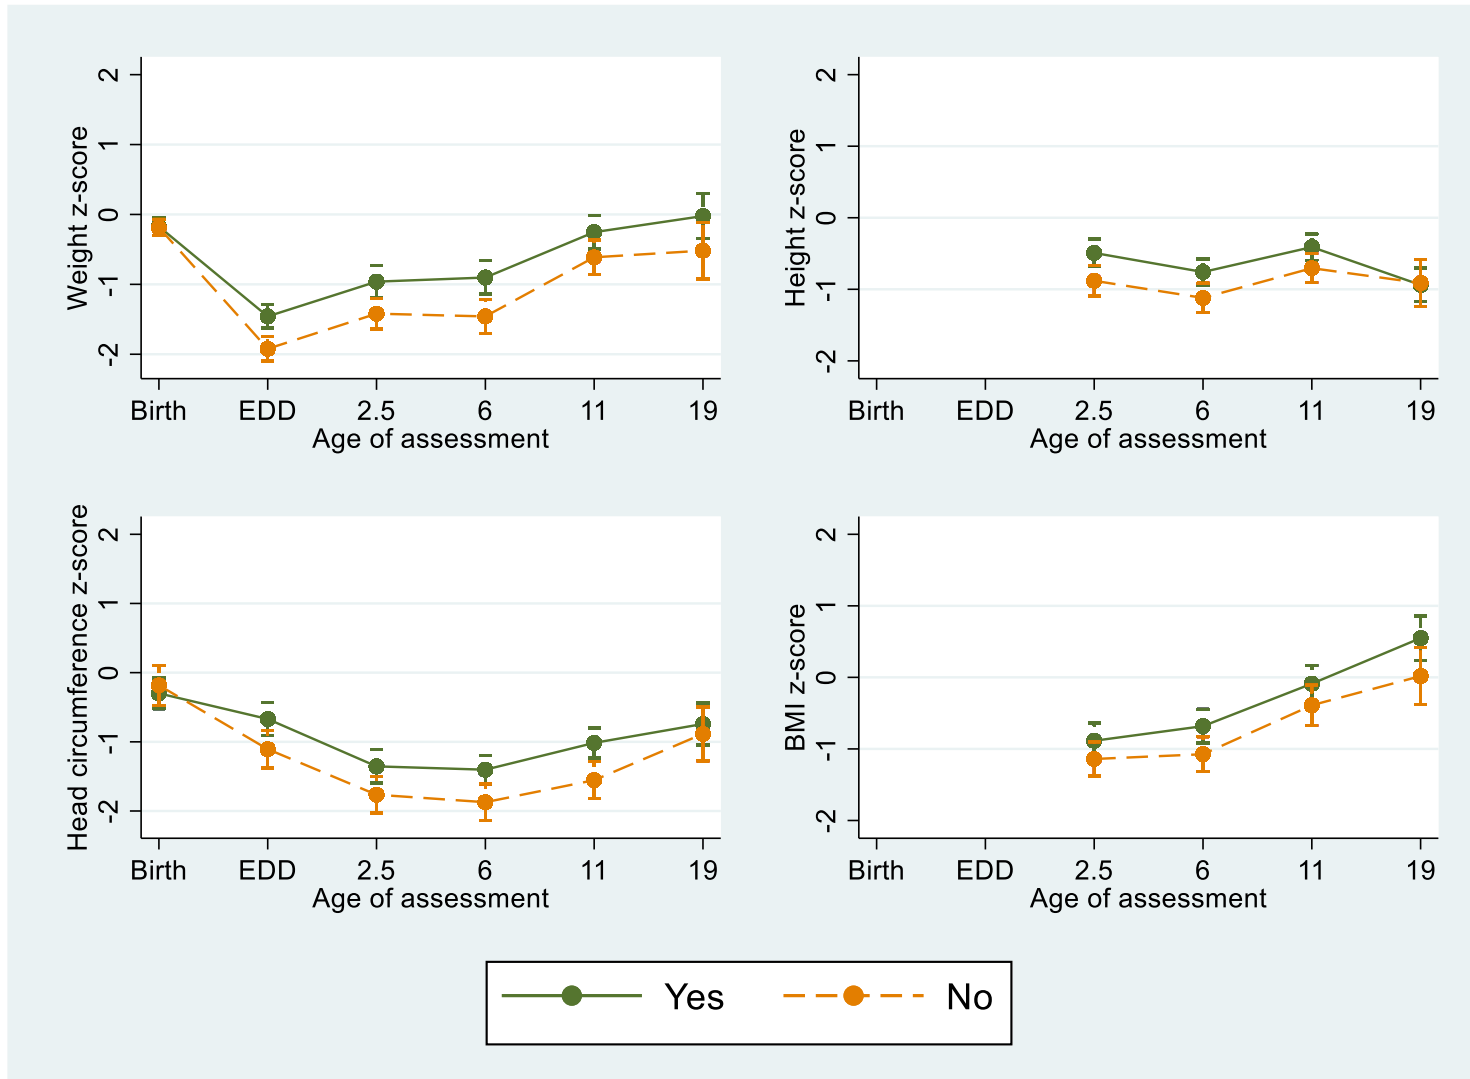 Weight z-score
2
1
0
-1
-2
Birth EDD 2.5 6 11 19
Age of assessment
Height z-score
2
1
0
-1
-2
Birth EDD 2.5 6 11 19
Age of assessment
Head circumference z-score
2
1
0
-1
-2
Birth EDD 2.5 6 11 19
Age of assessment
BMI z-score
2
1
0
-1
-2
Birth EDD 2.5 6 11 19
Age of assessment
Yes No